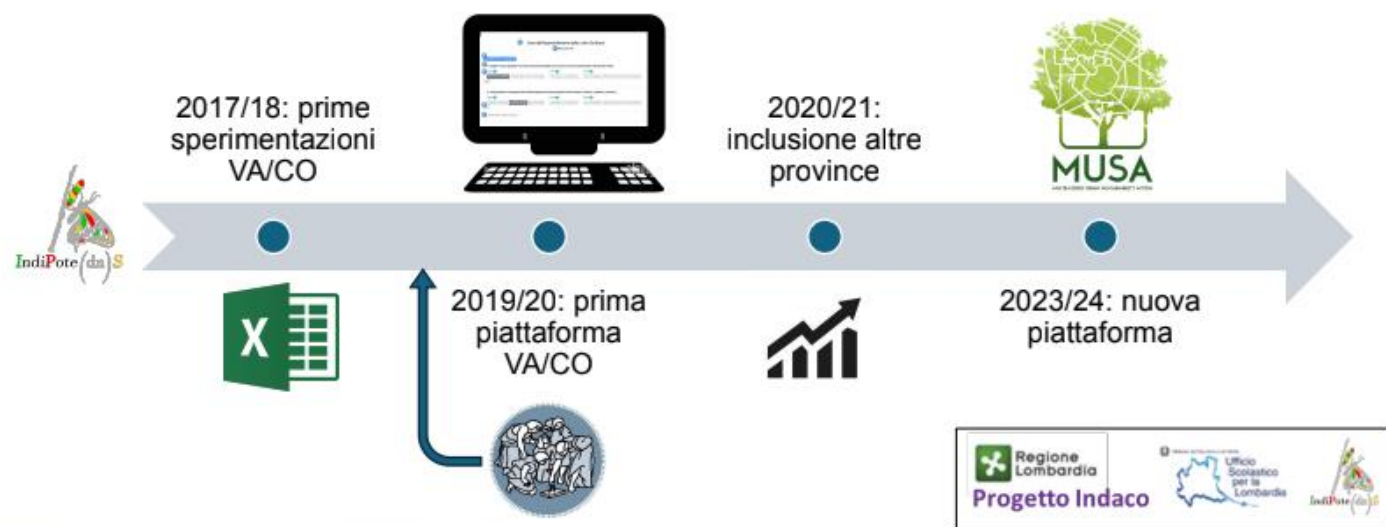 2017/18: prime
sperimentazioni
VA/CO
2020/21:
inclusione altre
province
MUSA
IndiPote(dn)S
X
2019/20: prima
piattaforma
VA/CO
2023/24: nuova
piattaforma
Regione
Lombardia
Progetto Indaco
Ufficio
Scolastico
per la
Lombardia
IndiPote(dn)S